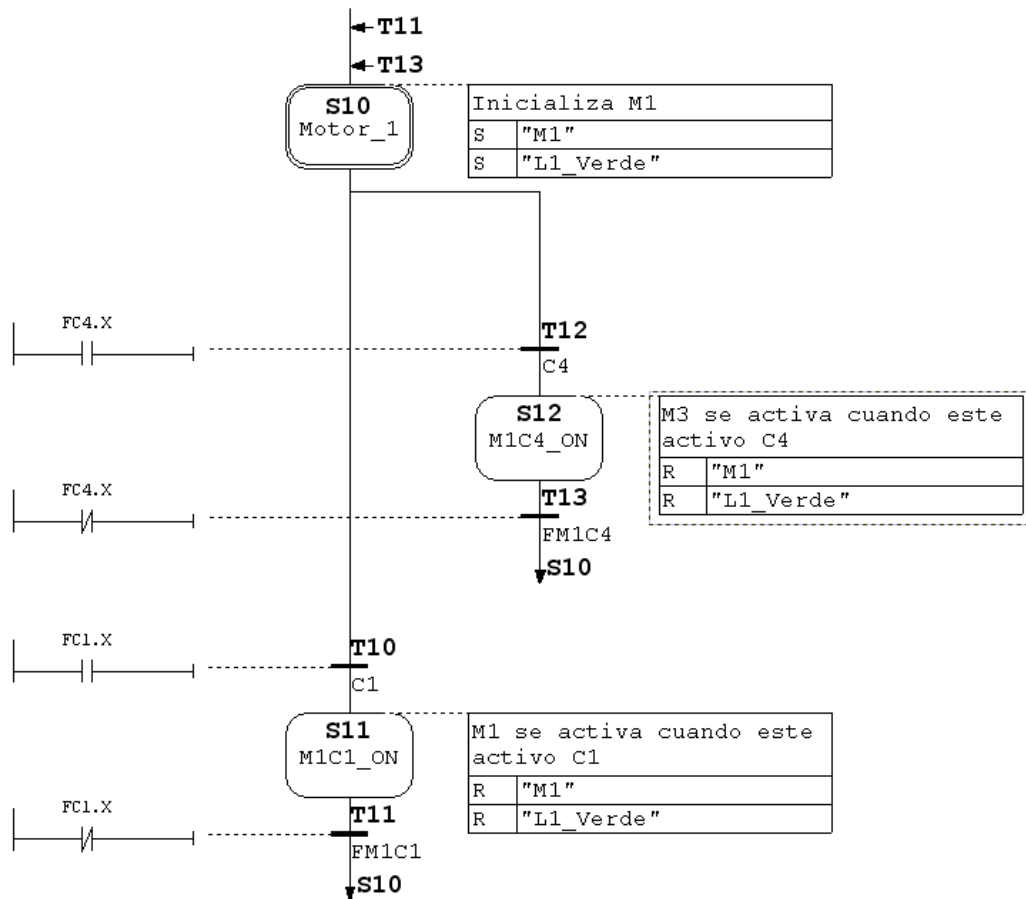 T11
T13
S10
Motor_1
Inicializa M1
S "M1"
S "L1_Verde"
FC4.X
T12
C4
S12
M1C4_ON
M3 se activa cuando este
activo C4
R "M1"
R "L1_Verde"
FC4.X
T13
FM1C4
S10
FC1.X
T10
C1
S11
M1C1_ON
M1 se activa cuando este
activo C1
R "M1"
R "L1_Verde"
FC1.X
T11
FM1C1
S10